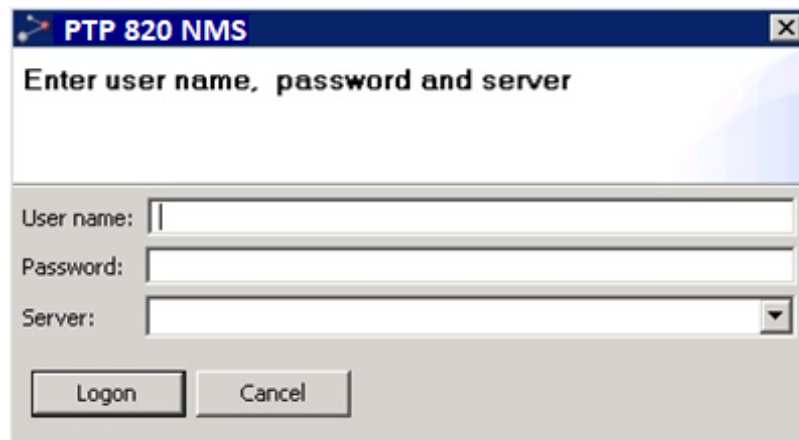 PTP 820 NMS
Enter user name, password and server
User name:
Password:
Server:
Logon Cancel